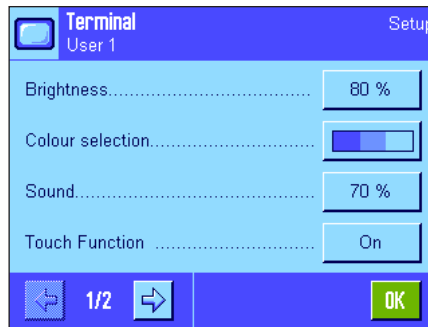 Terminal
Setup
User 1
Brightness.................................... 80 %
Colour selection.............................
Sound.......................................... 70 %
Touch Function ............................ On
1/2
OK